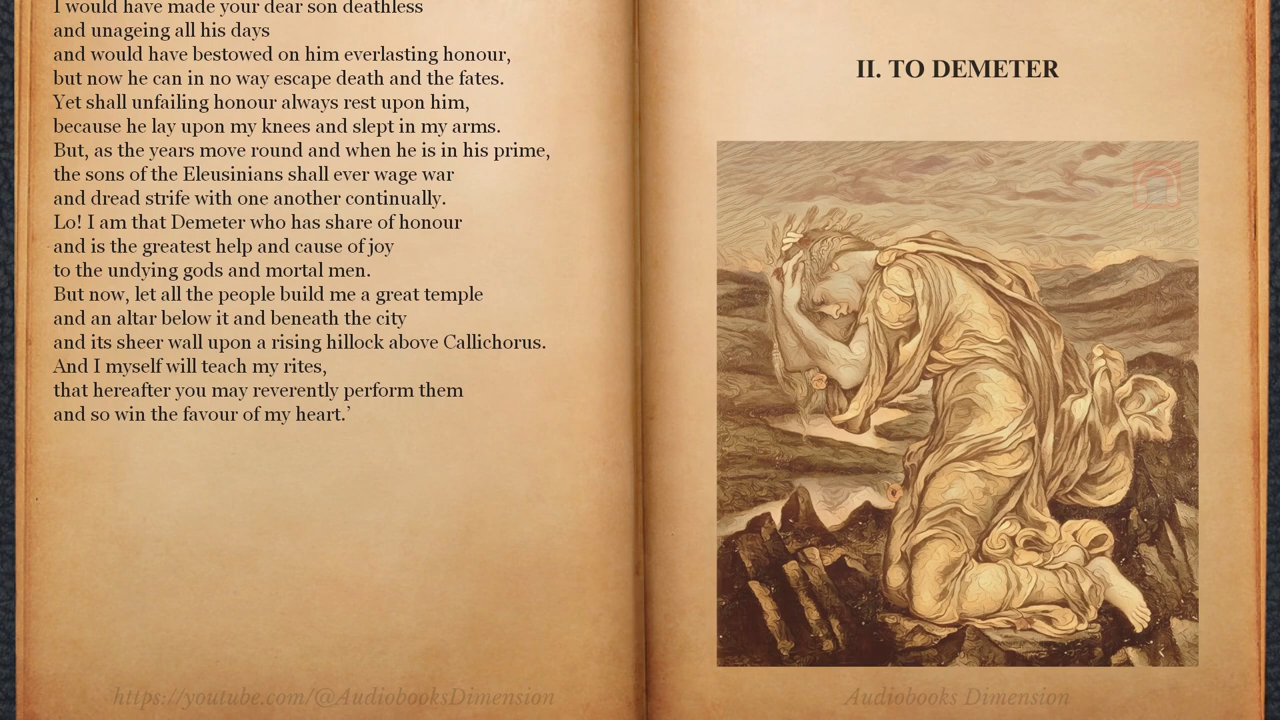 I would have made your dear son deathless
and unageing all his days
and would have bestowed on him everlasting honour,
but now he can in no way escape death and the fates.
Yet shall unfailing honour always rest upon him,
because he lay upon my knees and slept in my arms.
But, as the years move round and when he is in his prime,
the sons of the Eleusinians shall ever wage war
and dread strife with one another continually.
Lo! I am that Demeter who has share of honour
and is the greatest help and cause of joy
to the undying gods and mortal men.
But now, let all the people build me a great temple
and an altar below it and beneath the city
and its sheer wall upon a rising hillock above Callichorus.
And I myself will teach my rites,
that hereafter you may reverently perform them
and so win the favour of my heart.’
https://youtube.com/@AudiobooksDimension
II. TO DEMETER
Audiobooks Dimension